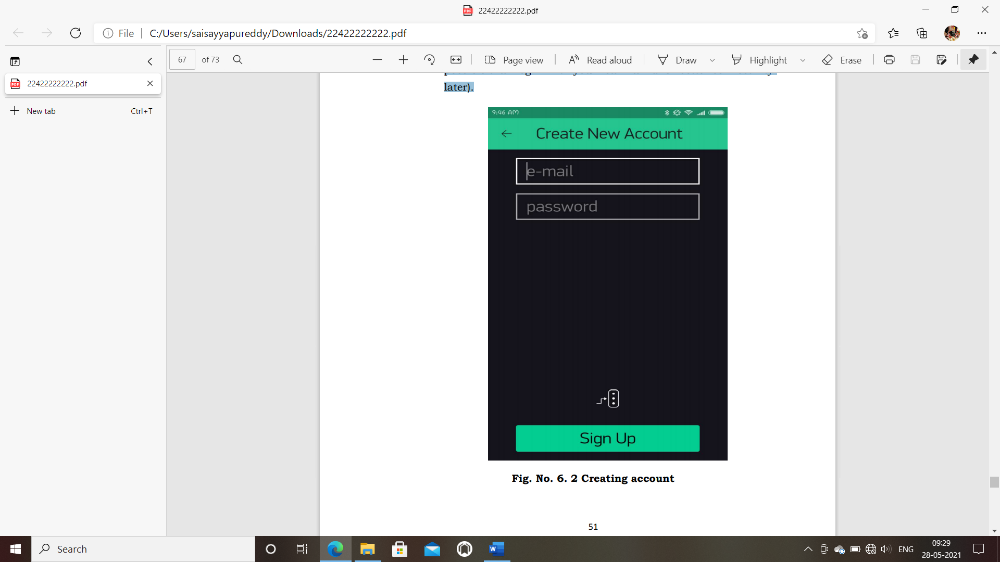 22422222222.pdf
File
C:/Users/saisayyapureddy/Downloads/22422222222.pdf
67 of 73
Page view
Read aloud
Draw
Highlight
Erase
22422222222.pdf
New tab Ctrl+T
later).
9:46 AM
Create New Account
e-mail
password
Sign Up
Fig. No. 6. 2 Creating account
51
Search
ENG
09:29
28-05-2021